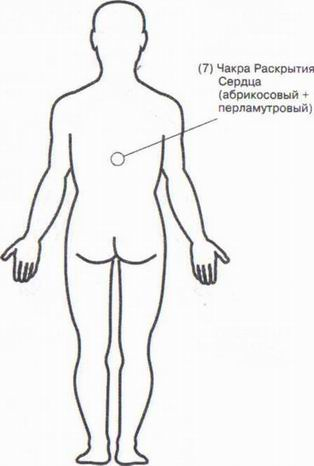 (7) Чакра Раскрытия
Сердца
(абрикосовый +
перламутровый)